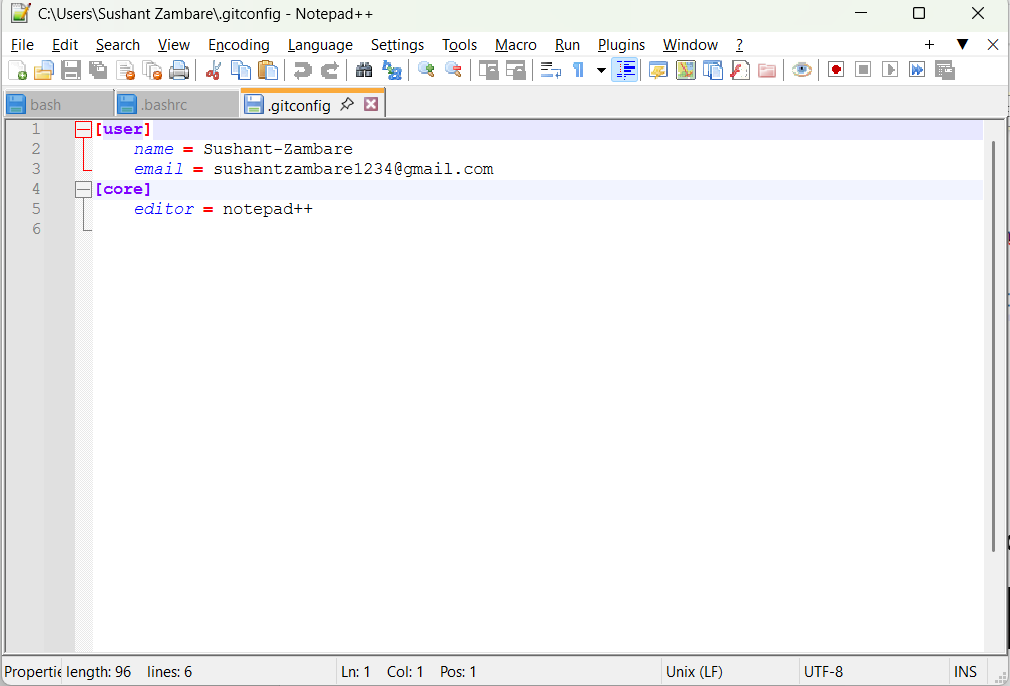 C:\Users\Sushant Zambare\.gitconfig - Notepad++
File Edit Search View Encoding Language Settings Tools Macro Run Plugins Window ?
bash .bashrc .gitconfig
1 [user]
2 name = Sushant-Zambare
3 email = sushantzambare1234@gmail.com
4 [core]
5 editor = notepad++
6
Propertie length: 96 lines: 6 Ln: 1 Col: 1 Pos: 1 Unix (LF) UTF-8 INS